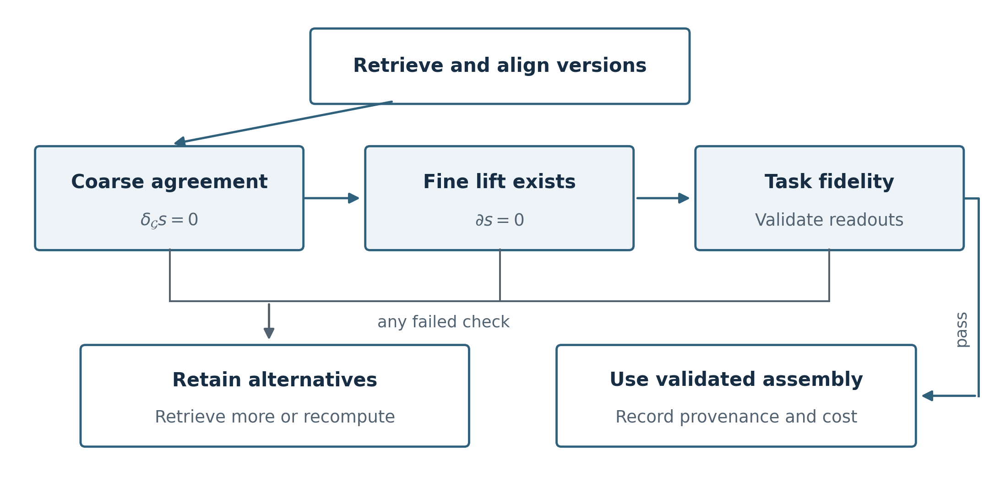 Retrieve and align versions
Coarse agreement
δ𝒢s = 0
Fine lift exists
∂s = 0
Task fidelity
Validate readouts
any failed check
pass
Retain alternatives
Retrieve more or recompute
Use validated assembly
Record provenance and cost